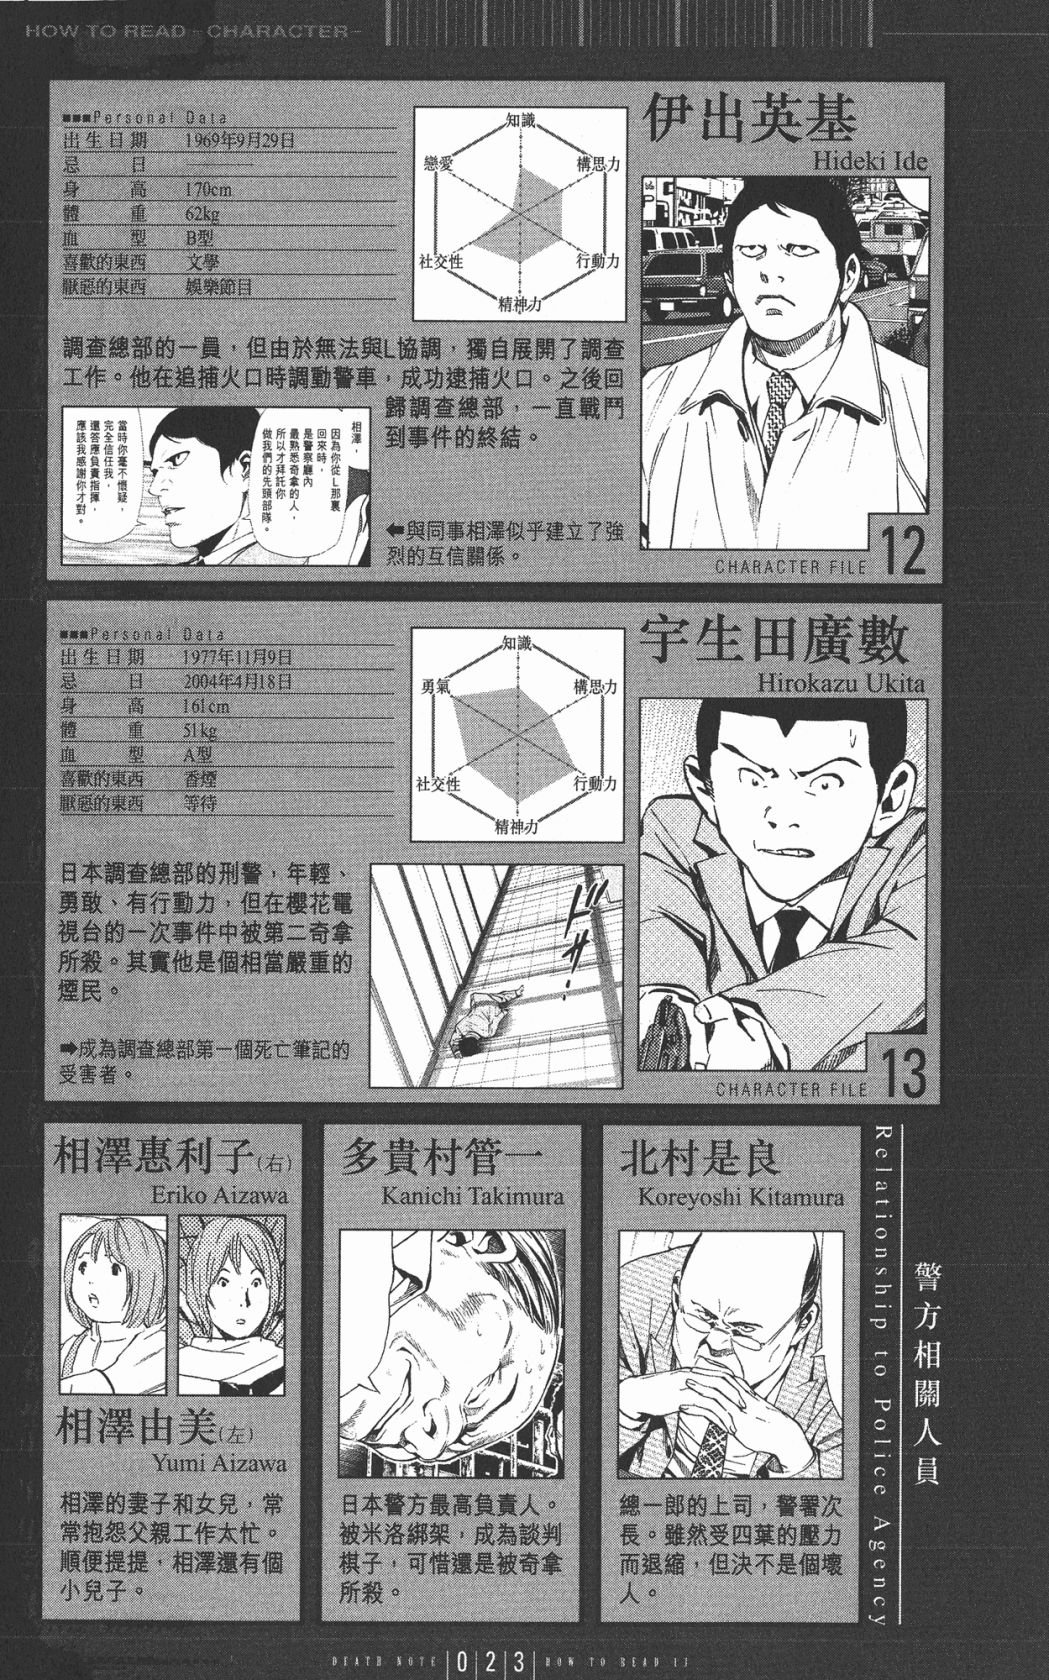 HOW TO READ -CHARACTER-
Personal Data
出生日期 1969年9月29日
忌日 ————
身高 170cm
體重 62kg
血型 B型
喜歡的東西 文學
厭惡的東西 娛樂節目
知識
構思力
行動力
精神力
社交性
戀愛
伊出英基
Hideki Ide
調查總部的一員，但由於無法與L協調，獨自展開了調查
工作。他在追捕火口時調動警車，成功逮捕火口。之後回
歸調查總部，一直戰鬥
到事件的終結。
相澤，
因為你從L那裏
回來時，
是警察廳內
最熟悉奇拿的人，
所以才拜託你
做我們的先頭部隊。
當時你毫不懷疑，
完全信任我，
還答應負責指揮，
應該我感謝你才對。
⬅與同事相澤似乎建立了強
烈的互信關係。
CHARACTER FILE 12
Personal Data
出生日期 1977年11月9日
忌日 2004年4月18日
身高 161cm
體重 51kg
血型 A型
喜歡的東西 香煙
厭惡的東西 等待
知識
構思力
行動力
精神力
社交性
勇氣
宇生田廣數
Hirokazu Ukita
日本調查總部的刑警，年輕、
勇敢、有行動力，但在櫻花電
視台的一次事件中被第二奇拿
所殺。其實他是個相當嚴重的
煙民。
➡成為調查總部第一個死亡筆記的
受害者。
ドサ
CHARACTER FILE 13
警方相關人員
Relationship to Police Agency
北村是良
Koreyoshi Kitamura
總一郎的上司，警署次
長。雖然受四葉的壓力
而退縮，但決不是個壞
人。
多貴村管一
Kanichi Takimura
日本警方最高負責人。
被米洛綁架，成為談判
棋子，可惜還是被奇拿
所殺。
相澤惠利子(右)
Eriko Aizawa
相澤由美(左)
Yumi Aizawa
相澤的妻子和女兒，常
常抱怨父親工作太忙。
順便提提，相澤還有個
小兒子。
DEATH NOTE 023 HOW TO READ 13